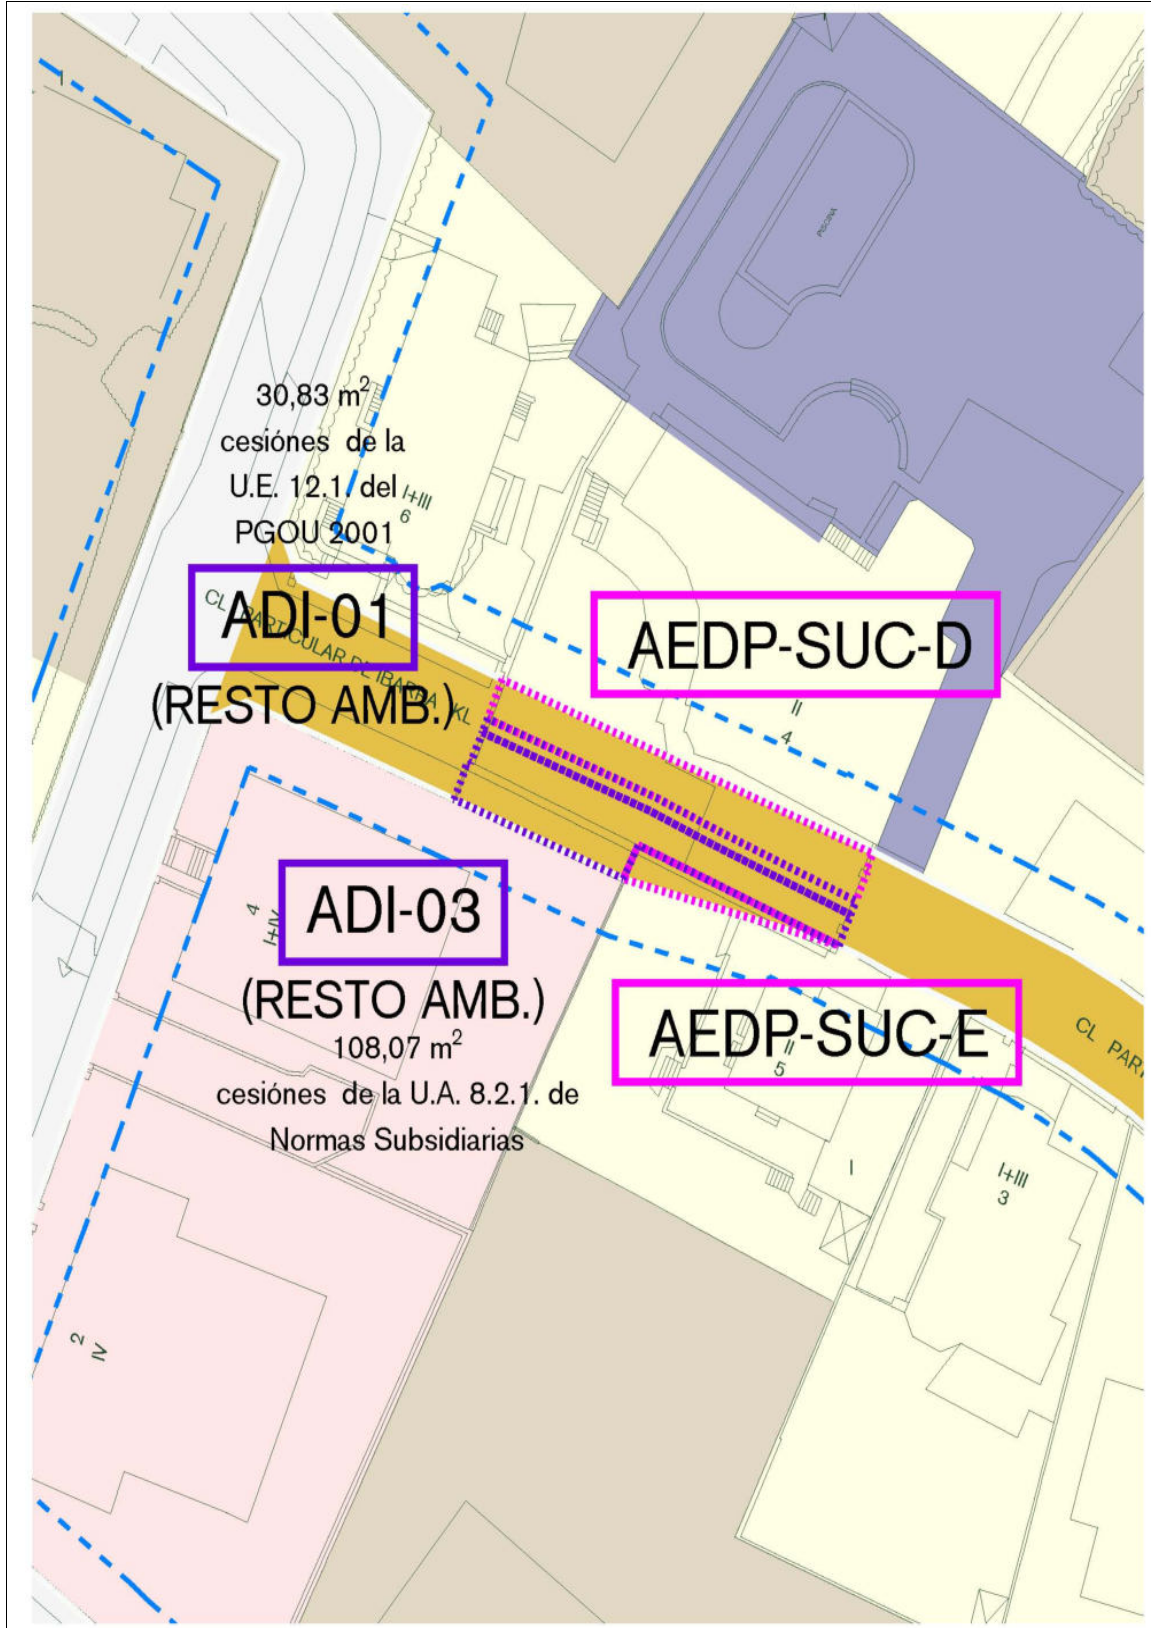 1
PISCINA
30,83 m²
cesiónes de la
U.E. 12.1. del
PGOU 2001
I+III
6
ADI-01
(RESTO AMB.)
CL PARTICULAR DE IBARRA KL
AEDP-SUC-D
II
4
ADI-03
(RESTO AMB.)
108,07 m²
cesiónes de la U.A. 8.2.1. de
Normas Subsidiarias
4
I+IV
AEDP-SUC-E
II
5
CL PART
I
I+III
3
2
IV